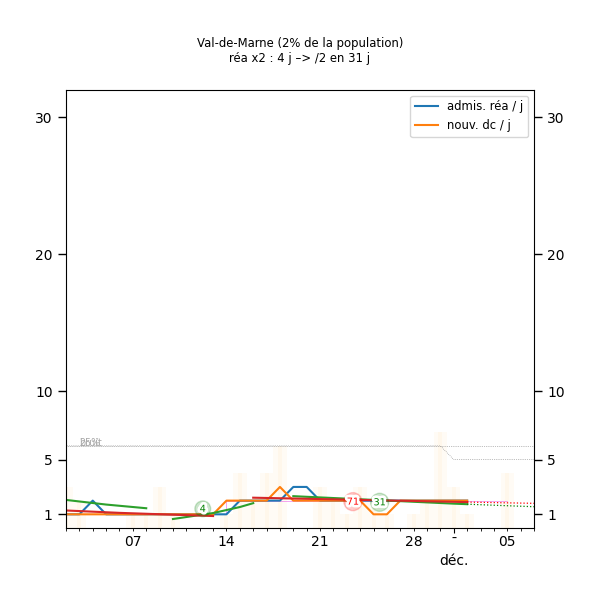 Val-de-Marne (2% de la population)
réa x2 : 4 j –> /2 en 31 j
admis. réa / j
nouv. dc / j
30 30
20 20
10 10
5 5
4 71 31
1 1
07 14 21 28 - 05
déc.